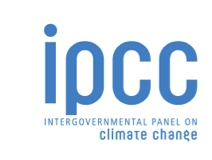 ipcc
INTERGOVERNMENTAL PANEL ON
climate change